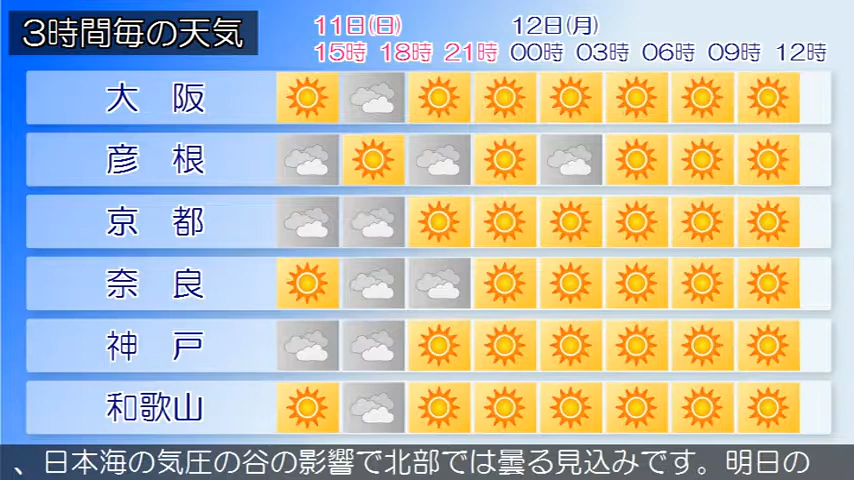 3時間毎の天気
11日(日) 12日(月)
15時 18時 21時 00時 03時 06時 09時 12時
大 阪
彦 根
京 都
奈 良
神 戸
和歌山
、日本海の気圧の谷の影響で北部では曇る見込みです。明日の